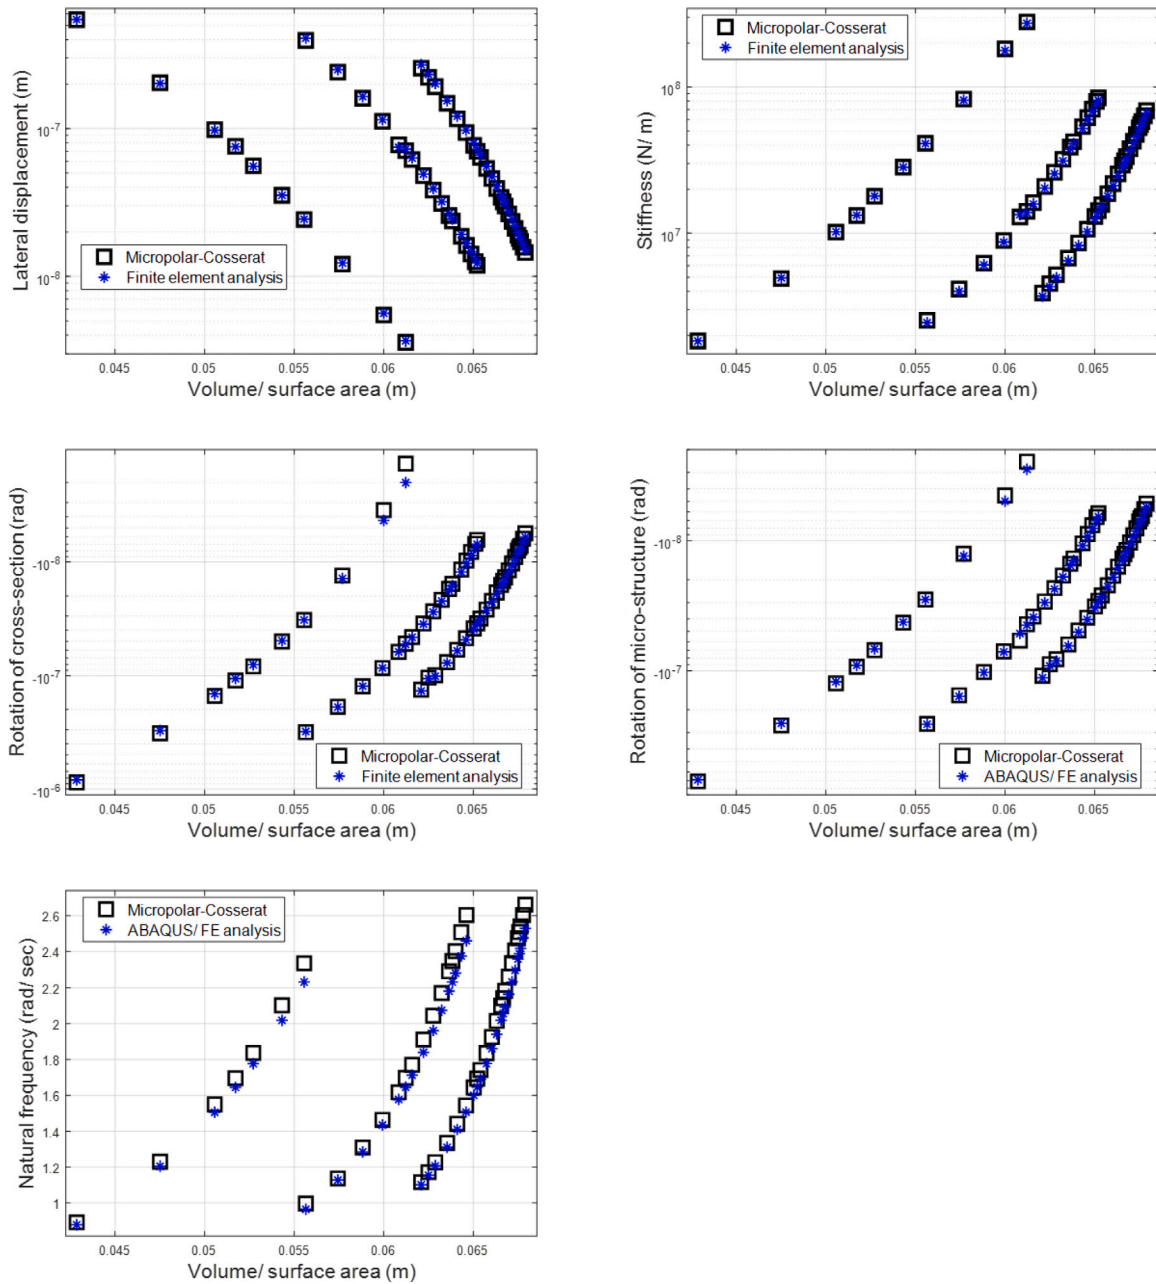 Lateral displacement (m)
10^-7
10^-8
Micropolar-Cosserat
Finite element analysis
0.045 0.05 0.055 0.06 0.065
Volume/ surface area (m)
Stiffness (N/ m)
10^8
10^7
Micropolar-Cosserat
Finite element analysis
0.045 0.05 0.055 0.06 0.065
Volume/ surface area (m)
Rotation of cross-section (rad)
-10^-8
-10^-7
-10^-6
Micropolar-Cosserat
Finite element analysis
0.045 0.05 0.055 0.06 0.065
Volume/ surface area (m)
Rotation of micro-structure (rad)
-10^-8
-10^-7
Micropolar-Cosserat
ABAQUS/ FE analysis
0.045 0.05 0.055 0.06 0.065
Volume/ surface area (m)
Natural frequency (rad/ sec)
Micropolar-Cosserat
ABAQUS/ FE analysis
2.6
2.4
2.2
2
1.8
1.6
1.4
1.2
1
0.045 0.05 0.055 0.06 0.065
Volume/ surface area (m)